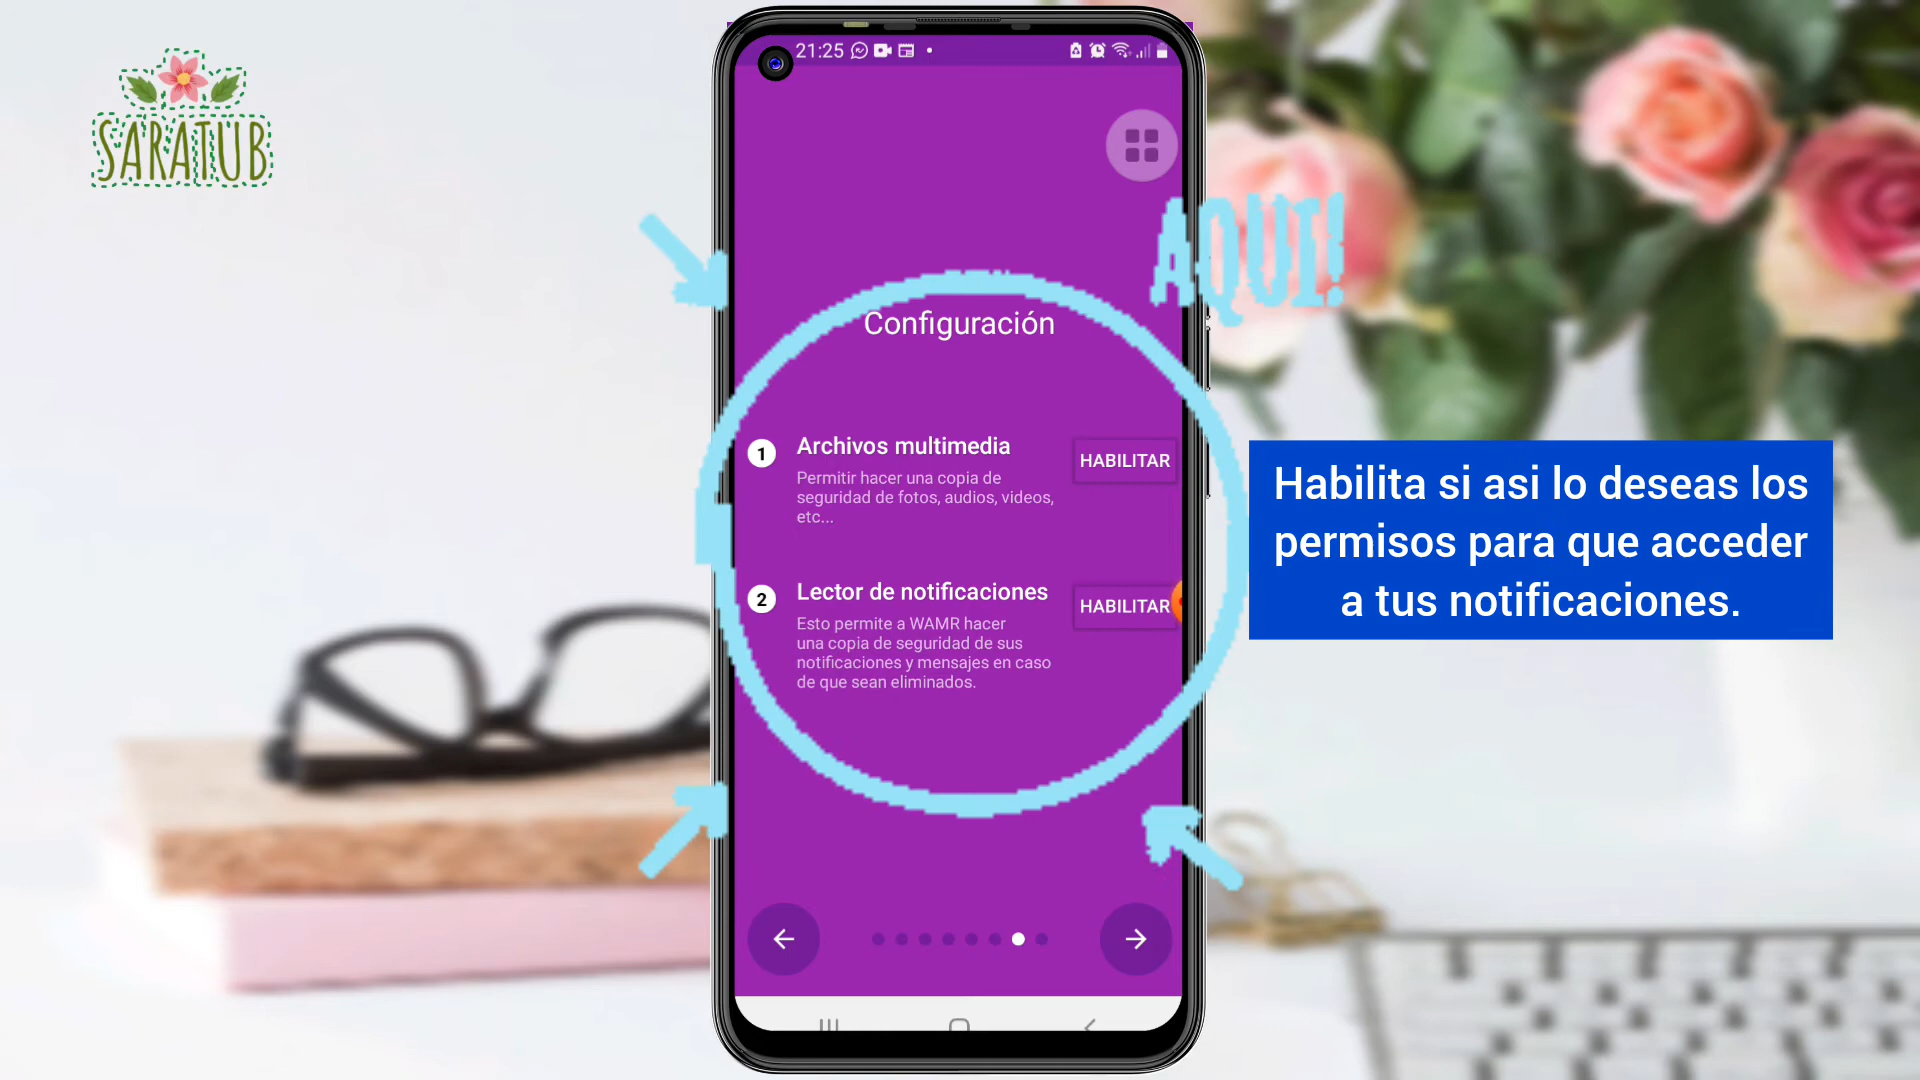 SARATUB
21:25
AQUI!
Configuración
1 Archivos multimedia
HABILITAR
Permitir hacer una copia de
seguridad de fotos, audios, videos,
etc...
2 Lector de notificaciones
HABILITAR
Esto permite a WAMR hacer
una copia de seguridad de sus
notificaciones y mensajes en caso
de que sean eliminados.
Habilita si asi lo deseas los
permisos para que acceder
a tus notificaciones.